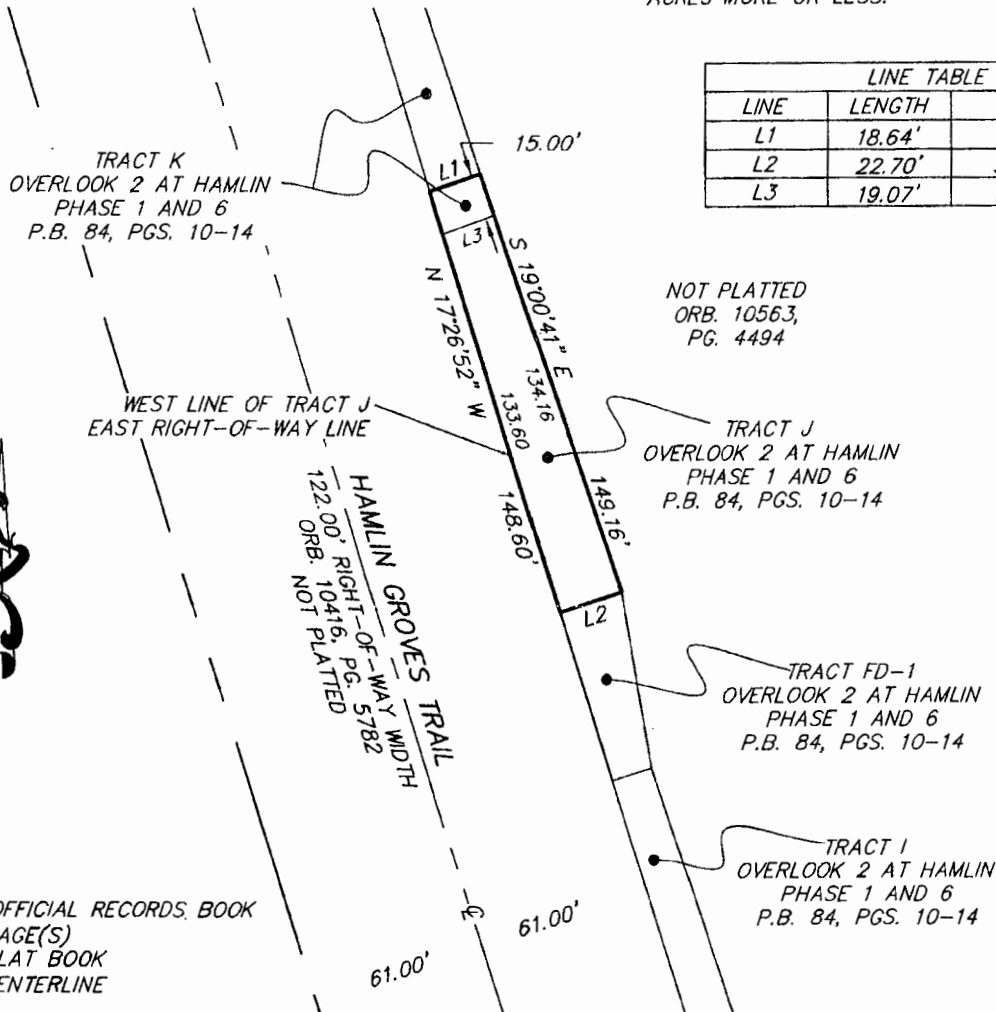 LINE TABLE
LINE LENGTH
L1 18.64'
L2 22.70'
L3 19.07'
15.00'
L1
TRACT K
OVERLOOK 2 AT HAMLIN
PHASE 1 AND 6
P.B. 84, PGS. 10-14
L3
S 19°00'41" E
N 17°26'52" W
NOT PLATTED
ORB. 10563,
PG. 4494
134.16
133.60
WEST LINE OF TRACT J
EAST RIGHT-OF-WAY LINE
TRACT J
OVERLOOK 2 AT HAMLIN
PHASE 1 AND 6
P.B. 84, PGS. 10-14
149.16'
148.60'
HAMLIN GROVES TRAIL
122.00' RIGHT-OF-WAY WIDTH
ORB. 10416, PG. 5782
NOT PLATTED
L2
TRACT FD-1
OVERLOOK 2 AT HAMLIN
PHASE 1 AND 6
P.B. 84, PGS. 10-14
TRACT I
OVERLOOK 2 AT HAMLIN
PHASE 1 AND 6
P.B. 84, PGS. 10-14
OFFICIAL RECORDS BOOK
AGE(S)
LAT BOOK
ENTERLINE
61.00'
61.00'